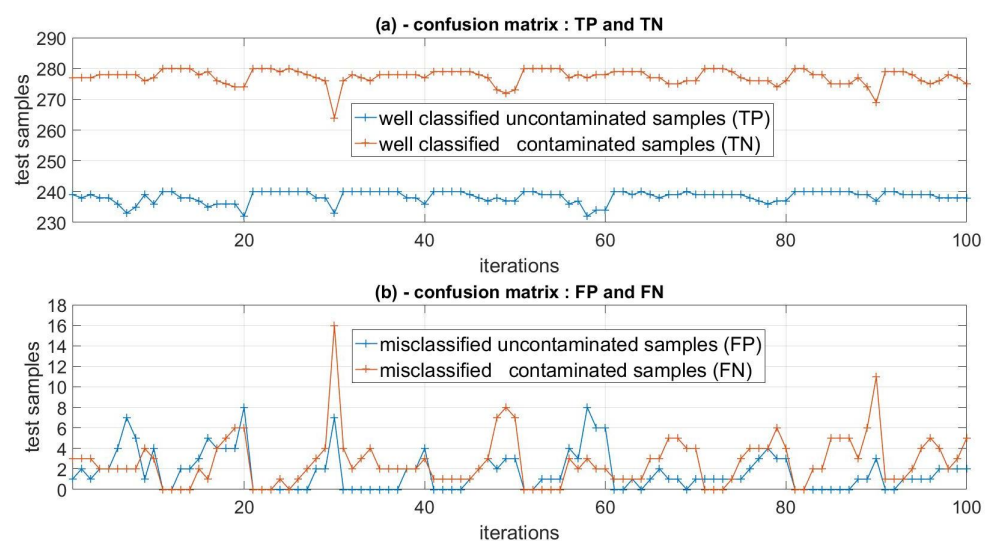 (a) - confusion matrix : TP and TN
290
280
270
260
250
240
230
test samples
well classified uncontaminated samples (TP)
well classified contaminated samples (TN)
20 40 60 80 100
iterations
(b) - confusion matrix : FP and FN
18
16
14
12
10
8
6
4
2
0
test samples
misclassified uncontaminated samples (FP)
misclassified contaminated samples (FN)
20 40 60 80 100
iterations